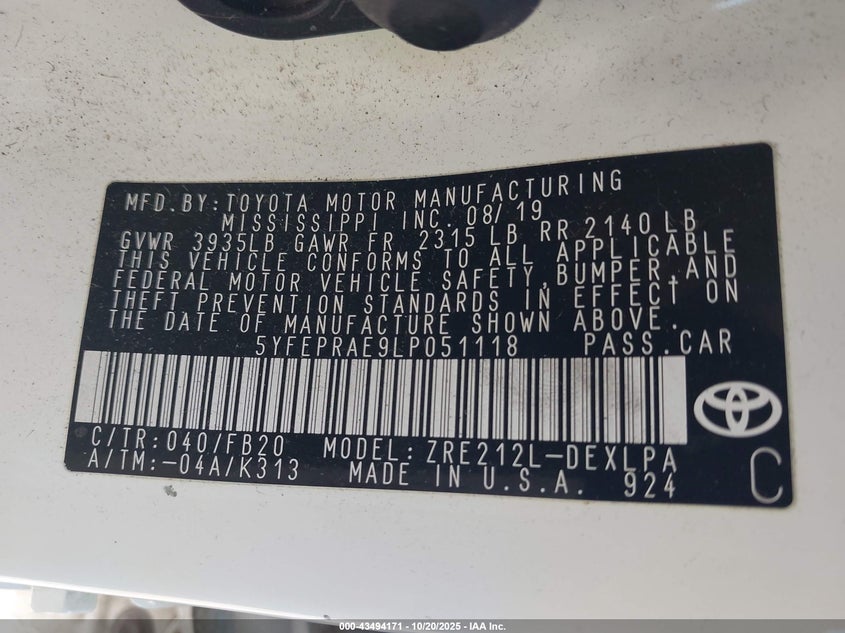 MFD. BY: TOYOTA MOTOR MANUFACTURING
MISSISSIPPI INC. 08/19
GVWR 3935LB GAWR FR 2315 LB RR 2140 LB
THIS VEHICLE CONFORMS TO ALL APPLICABLE
FEDERAL MOTOR VEHICLE SAFETY, BUMPER, AND
THEFT PREVENTION STANDARDS IN EFFECT ON
THE DATE OF MANUFACTURE SHOWN ABOVE.
5YFEPRAE9LP051118 PASS. CAR
C/TR: 040/FB20 MODEL: ZRE212L-DEXLPA
A/TM: -04A/K313 MADE IN U.S.A. 924
C
000-43494171 - 10/20/2025 - IAA Inc.